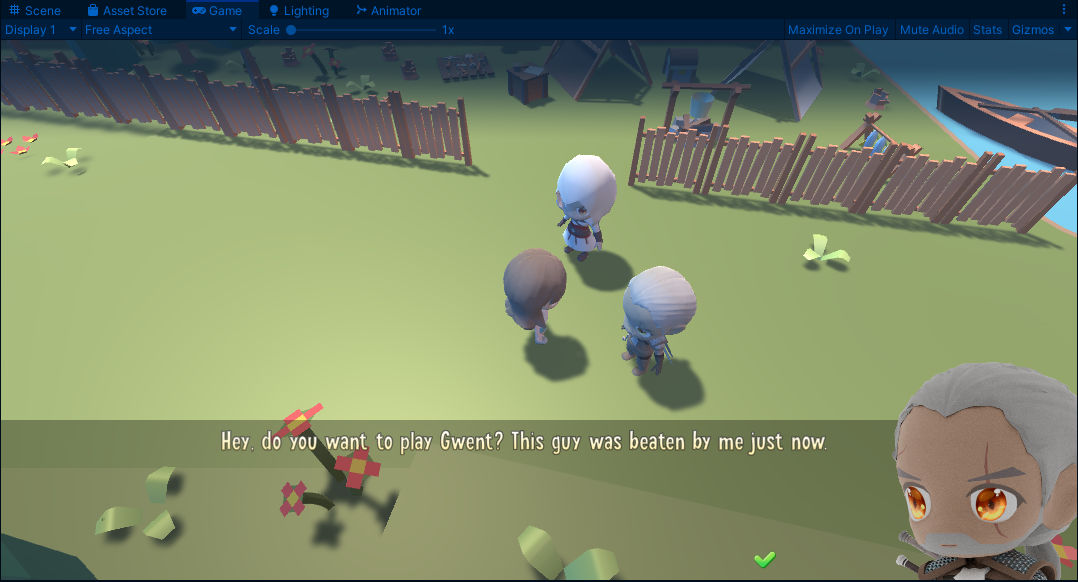 Scene Asset Store Game Lighting Animator
Display 1 Free Aspect Scale 1x Maximize On Play Mute Audio Stats Gizmos
Hey, do you want to play Gwent? This guy was beaten by me just now.